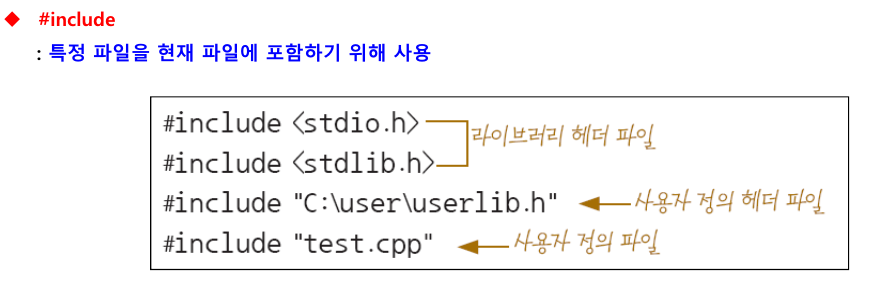 ◆ #include
: 특정 파일을 현재 파일에 포함하기 위해 사용
#include <stdio.h>
라이브러리 헤더 파일
#include <stdlib.h>
#include "C:\user\userlib.h" 사용자 정의 헤더 파일
#include "test.cpp" 사용자 정의 파일